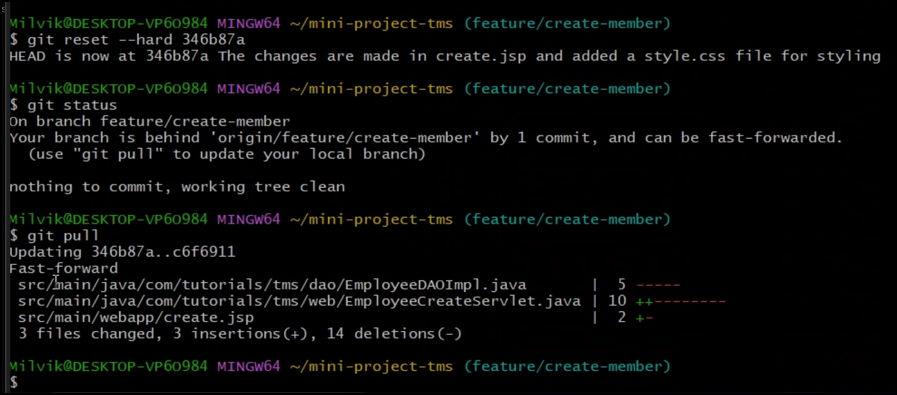 Milvik@DESKTOP-VP6O984 MINGW64 ~/mini-project-tms (feature/create-member)
$ git reset --hard 346b87a
HEAD is now at 346b87a The changes are made in create.jsp and added a style.css file for styling
Milvik@DESKTOP-VP6O984 MINGW64 ~/mini-project-tms (feature/create-member)
$ git status
On branch feature/create-member
Your branch is behind 'origin/feature/create-member' by 1 commit, and can be fast-forwarded.
(use "git pull" to update your local branch)
nothing to commit, working tree clean
Milvik@DESKTOP-VP6O984 MINGW64 ~/mini-project-tms (feature/create-member)
$ git pull
Updating 346b87a..c6f6911
Fast-forward
src/main/java/com/tutorials/tms/dao/EmployeeDAOImpl.java | 5 -----
src/main/java/com/tutorials/tms/web/EmployeeCreateServlet.java | 10 ++--------
src/main/webapp/create.jsp | 2 +-
3 files changed, 3 insertions(+), 14 deletions(-)
Milvik@DESKTOP-VP6O984 MINGW64 ~/mini-project-tms (feature/create-member)
$